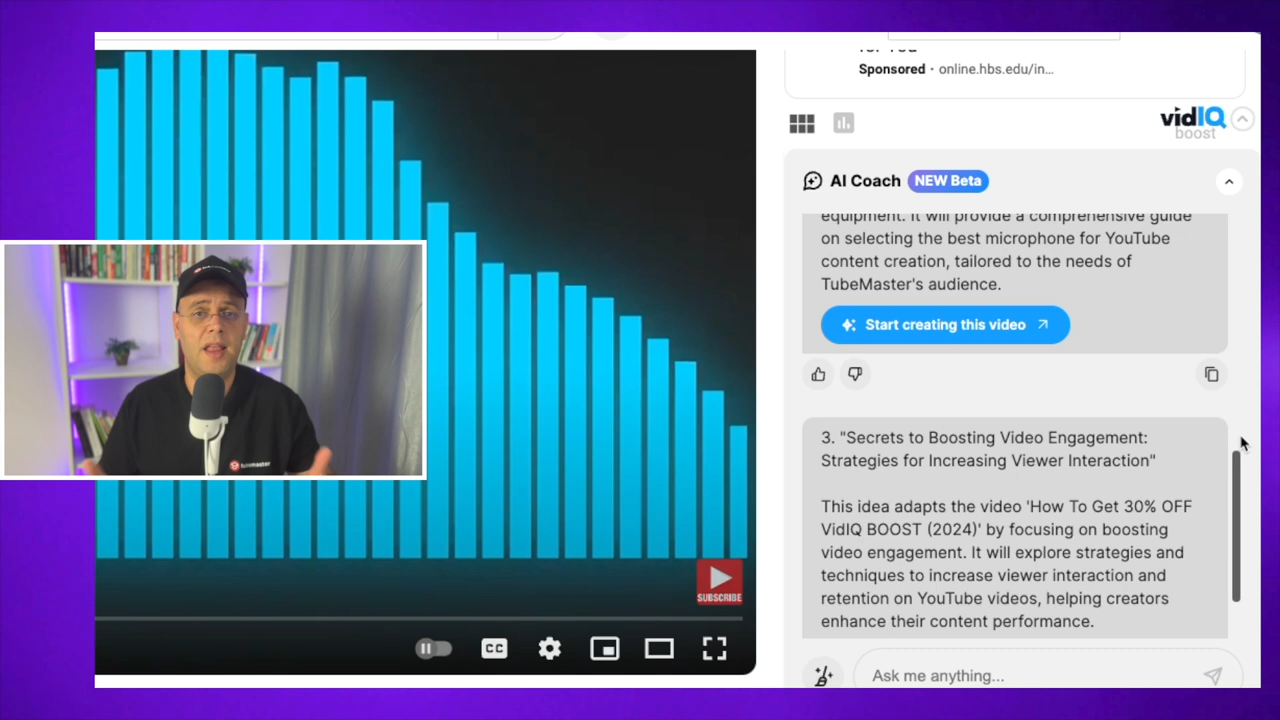 Sponsored · online.hbs.edu/in...
vidIQ
boost
AI Coach NEW Beta
equipment. It will provide a comprehensive guide
on selecting the best microphone for YouTube
content creation, tailored to the needs of
TubeMaster's audience.
Start creating this video
3. "Secrets to Boosting Video Engagement:
Strategies for Increasing Viewer Interaction"
This idea adapts the video 'How To Get 30% OFF
VidIQ BOOST (2024)' by focusing on boosting
video engagement. It will explore strategies and
techniques to increase viewer interaction and
retention on YouTube videos, helping creators
enhance their content performance.
Ask me anything...
SUBSCRIBE
CC
tubemaster